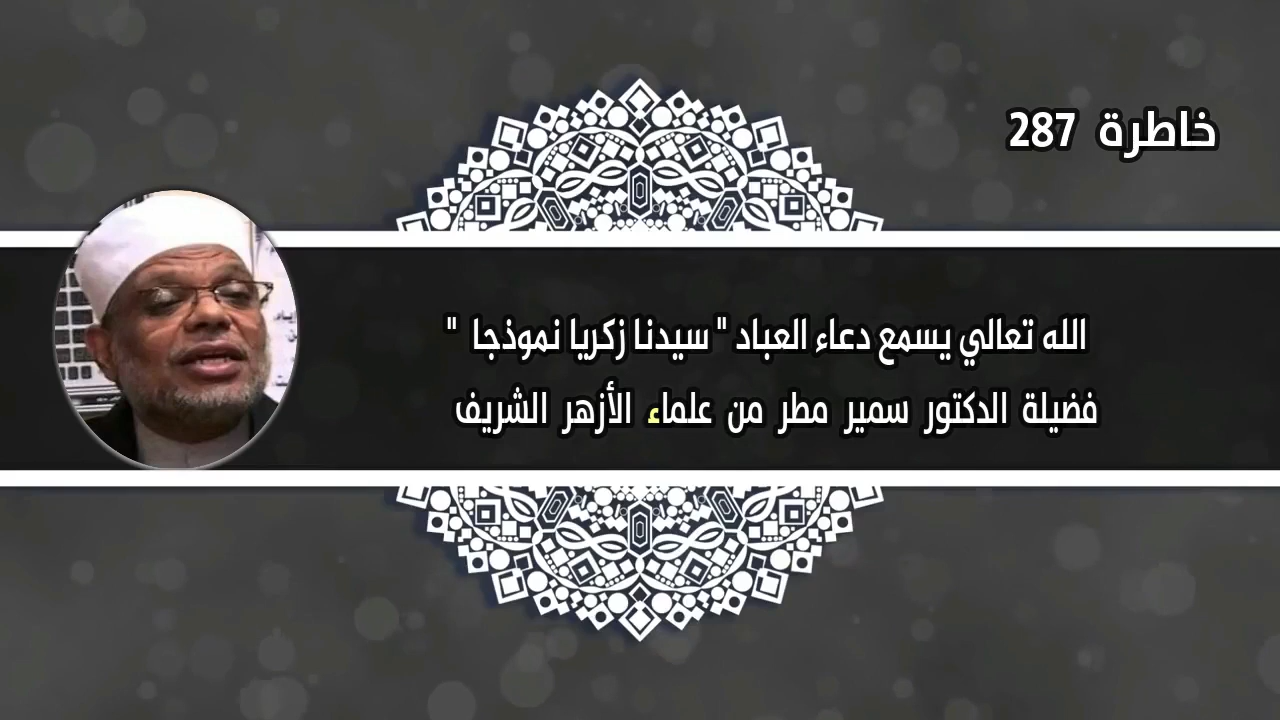 خاطرة 287
الله تعالي يسمع دعاء العباد " سيدنا زكريا نموذجا "
فضيلة الدكتور سمير مطر من علماء الأزهر الشريف